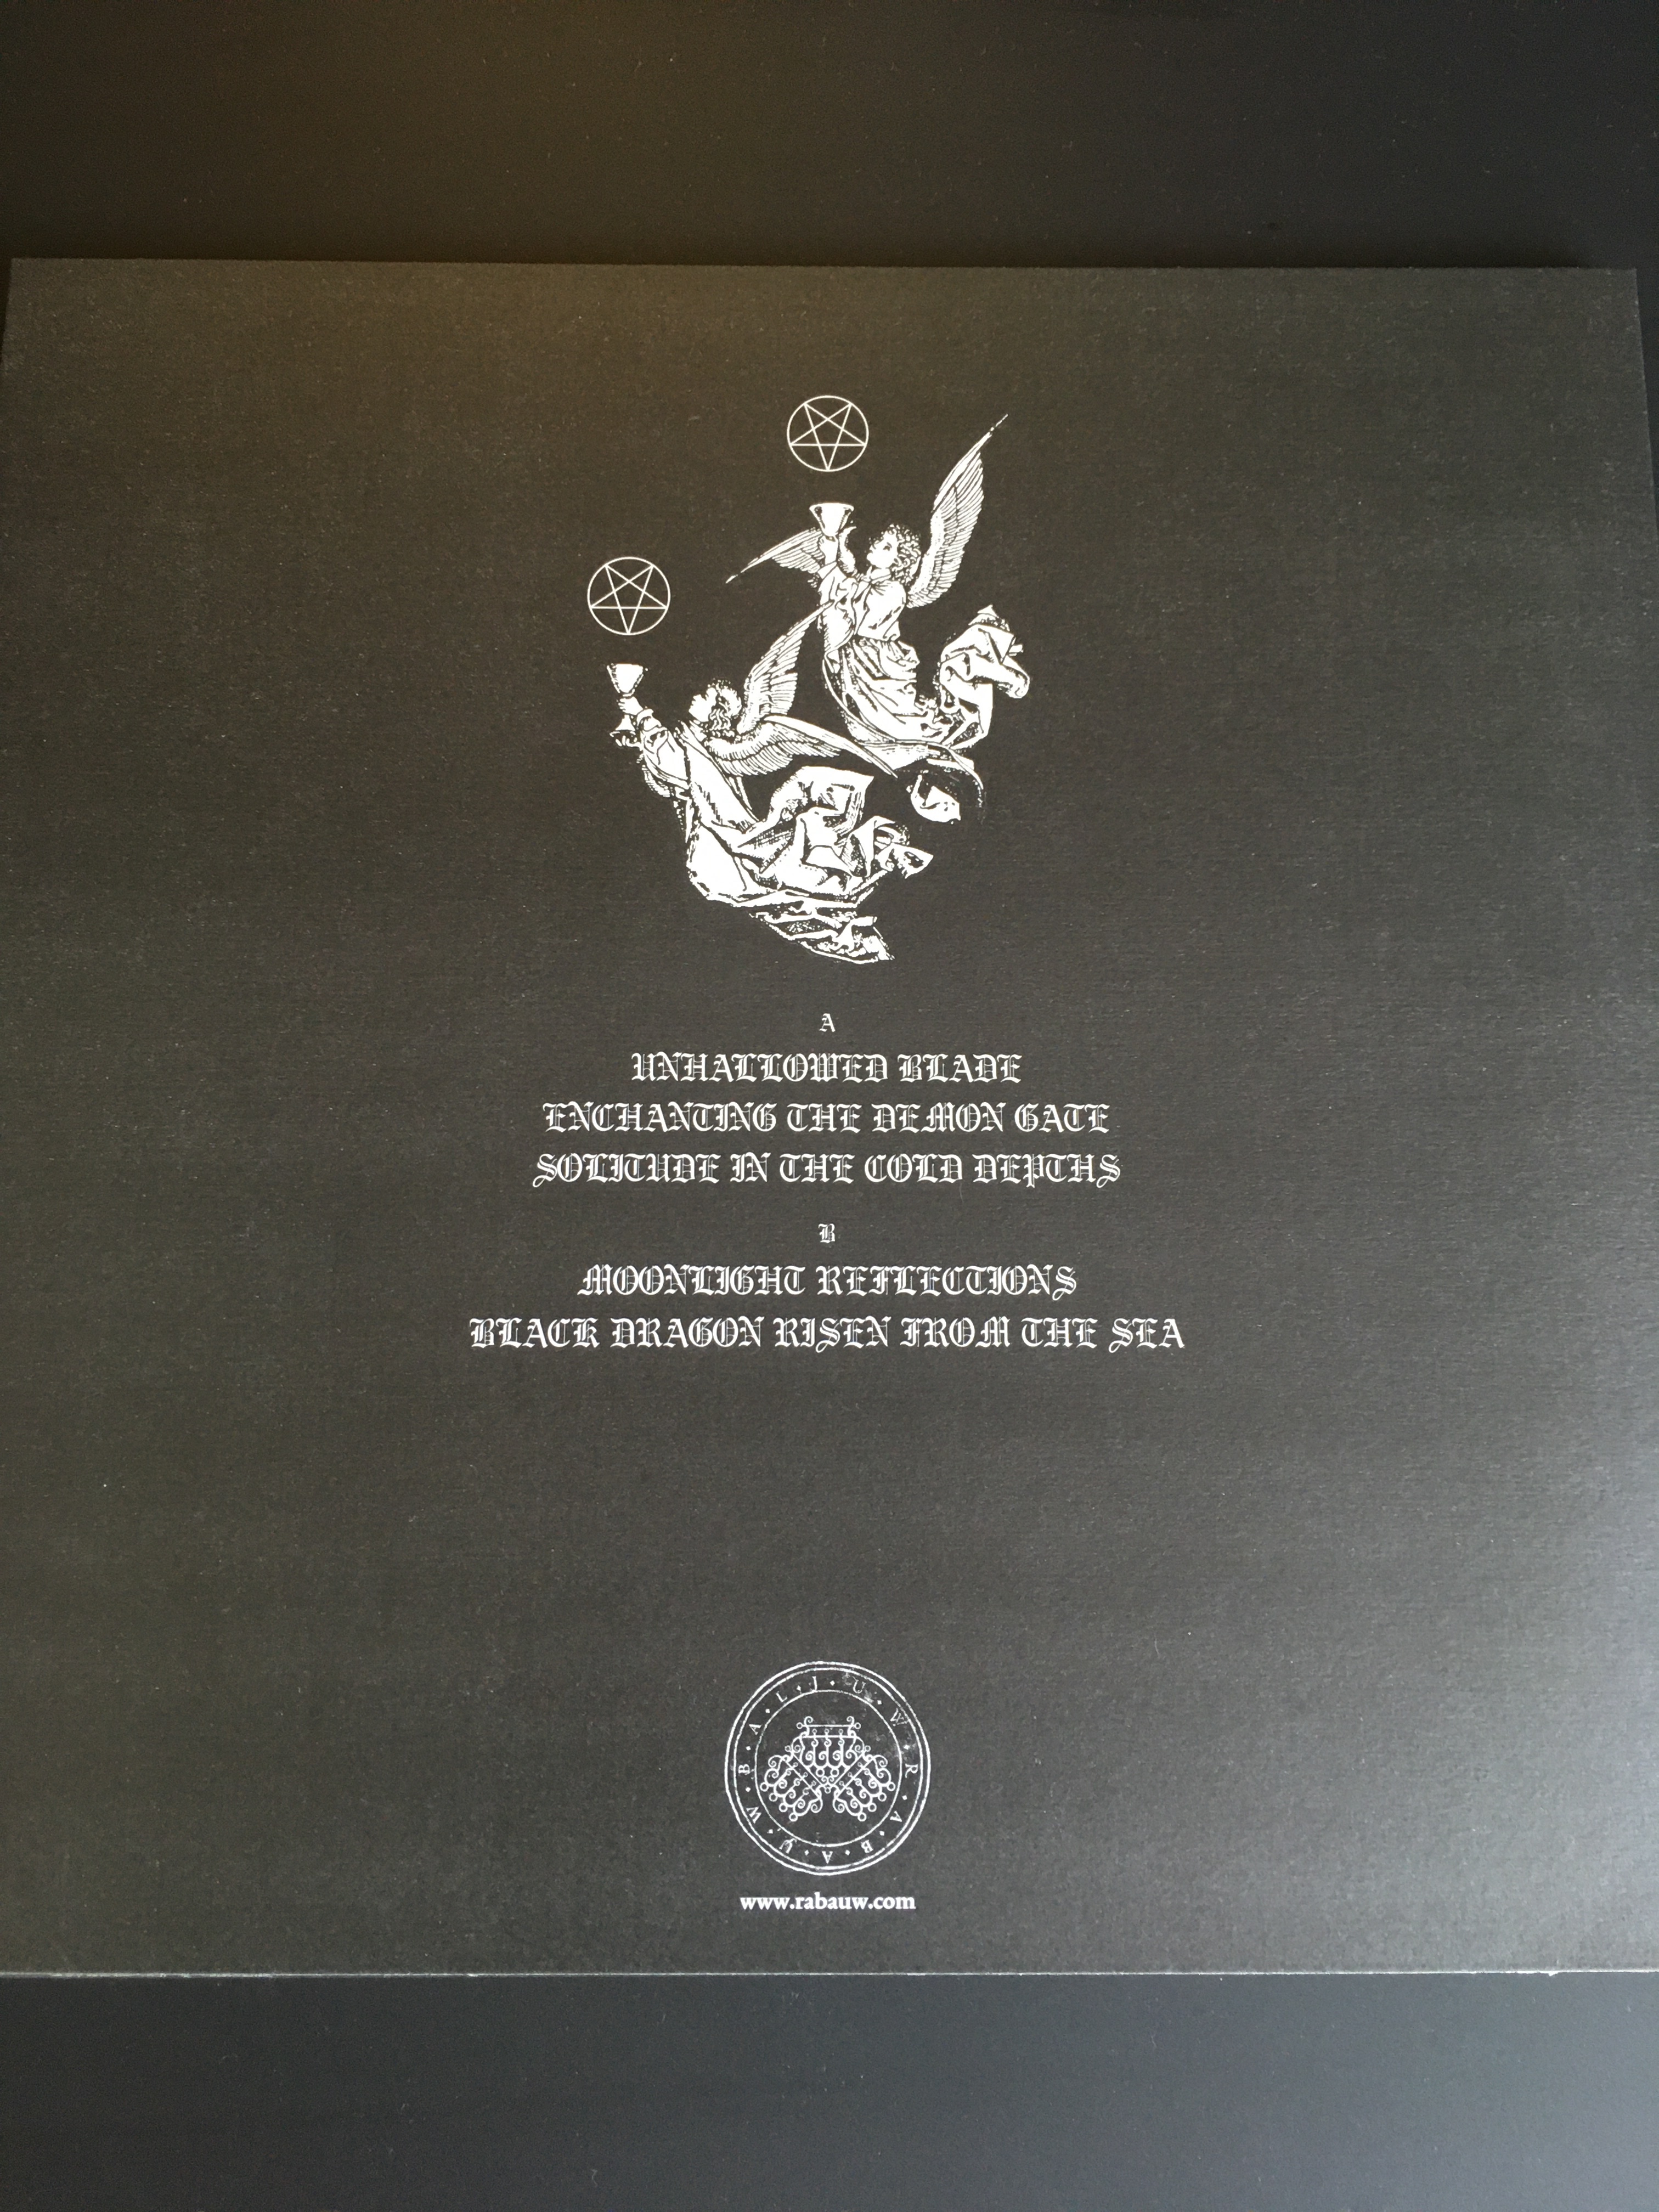 A
UNHALLOWED BLADE
ENCHANTING THE DEMON GATE
SOLITUDE IN THE COLD DEPTHS
B
MOONLIGHT REFLECTIONS
BLACK DRAGON RISEN FROM THE SEA
B · A · L · J · U · W · R · A · B · A · U · W
www.rabauw.com